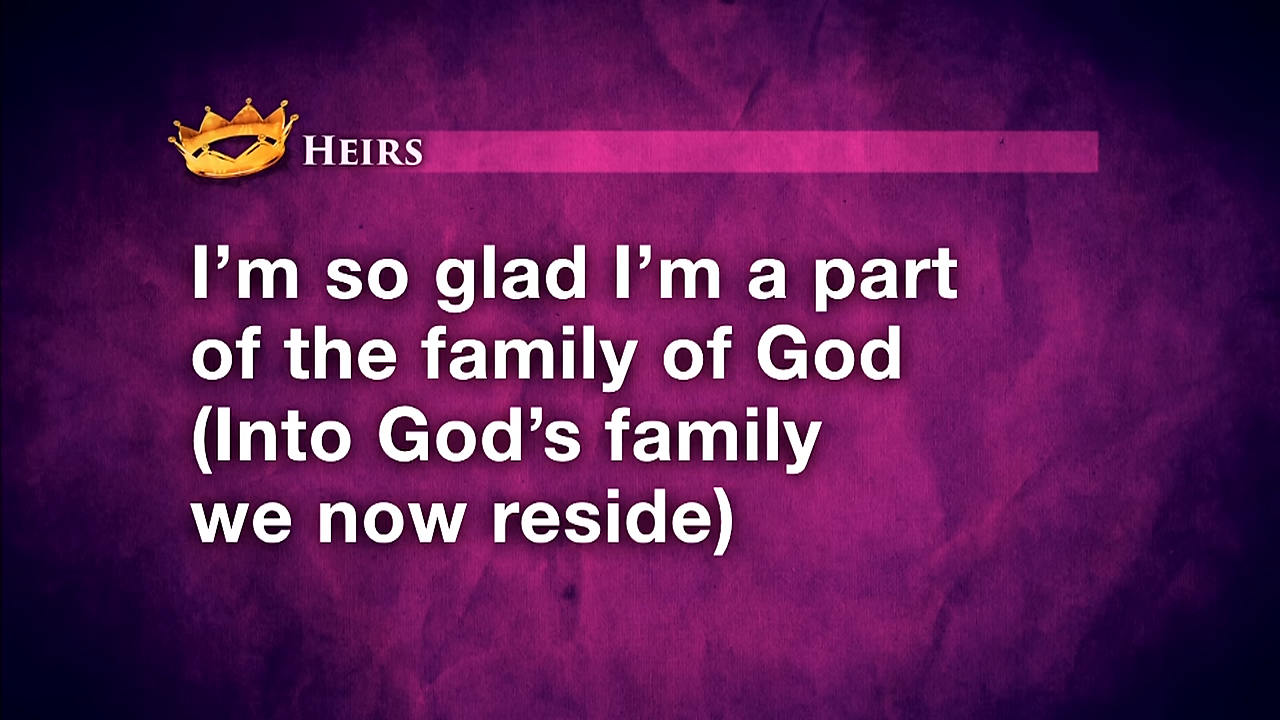 HEIRS
I’m so glad I’m a part
of the family of God
(Into God’s family
we now reside)